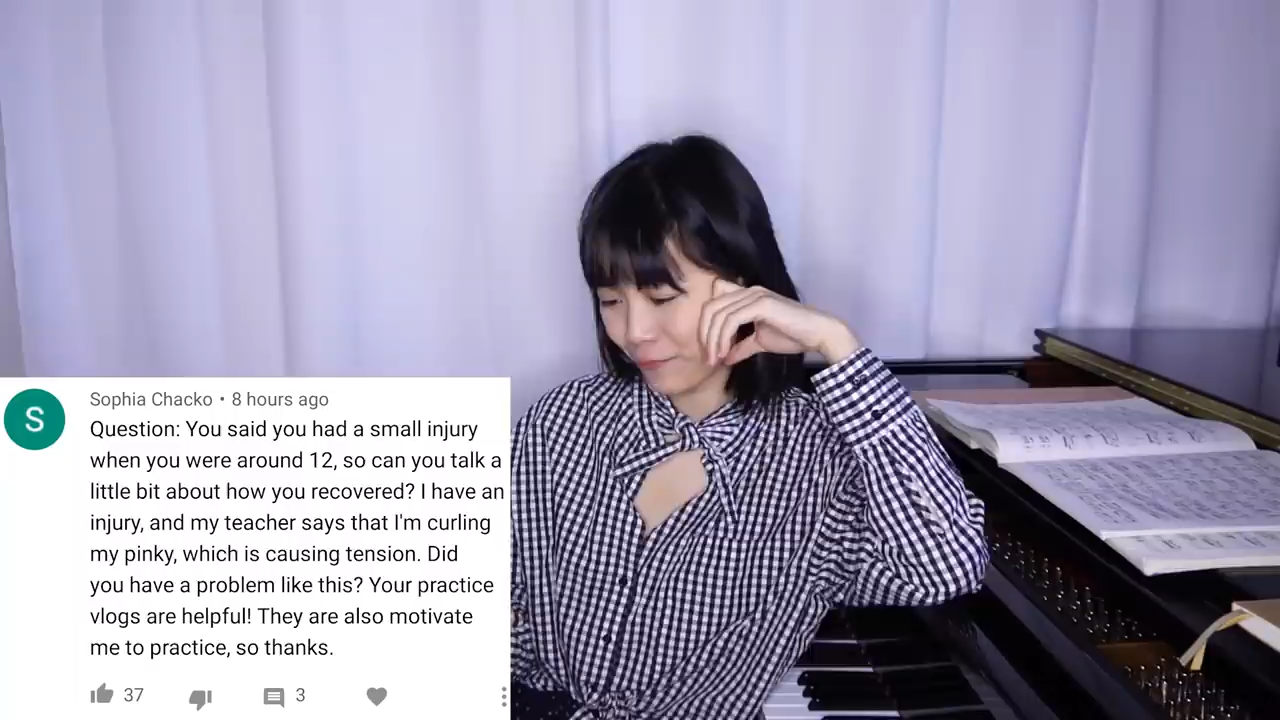 S
Sophia Chacko • 8 hours ago
Question: You said you had a small injury
when you were around 12, so can you talk a
little bit about how you recovered? I have an
injury, and my teacher says that I'm curling
my pinky, which is causing tension. Did
you have a problem like this? Your practice
vlogs are helpful! They are also motivate
me to practice, so thanks.
37
3